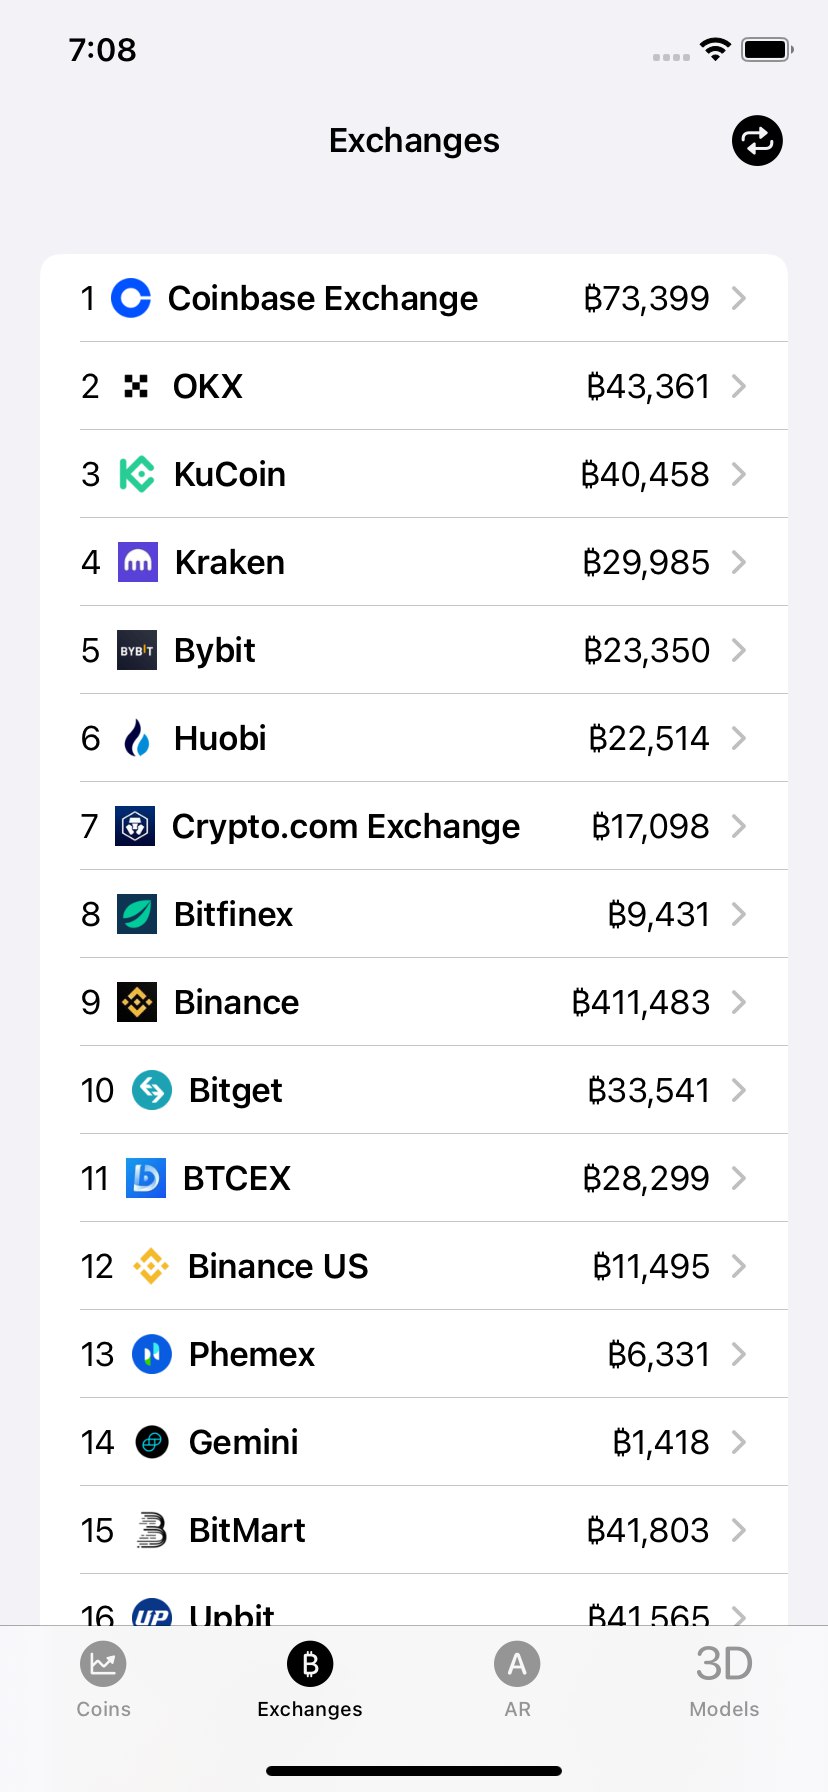 7:08
Exchanges
1 Coinbase Exchange ₿73,399
2 OKX ₿43,361
3 KuCoin ₿40,458
4 Kraken ₿29,985
5 BYBIT Bybit ₿23,350
6 Huobi ₿22,514
7 Crypto.com Exchange ₿17,098
8 Bitfinex ₿9,431
9 Binance ₿411,483
10 Bitget ₿33,541
11 BTCEX ₿28,299
12 Binance US ₿11,495
13 Phemex ₿6,331
14 Gemini ₿1,418
15 BitMart ₿41,803
16 UP Upbit ₿41,565
Coins
₿
Exchanges
A
AR
3D
Models